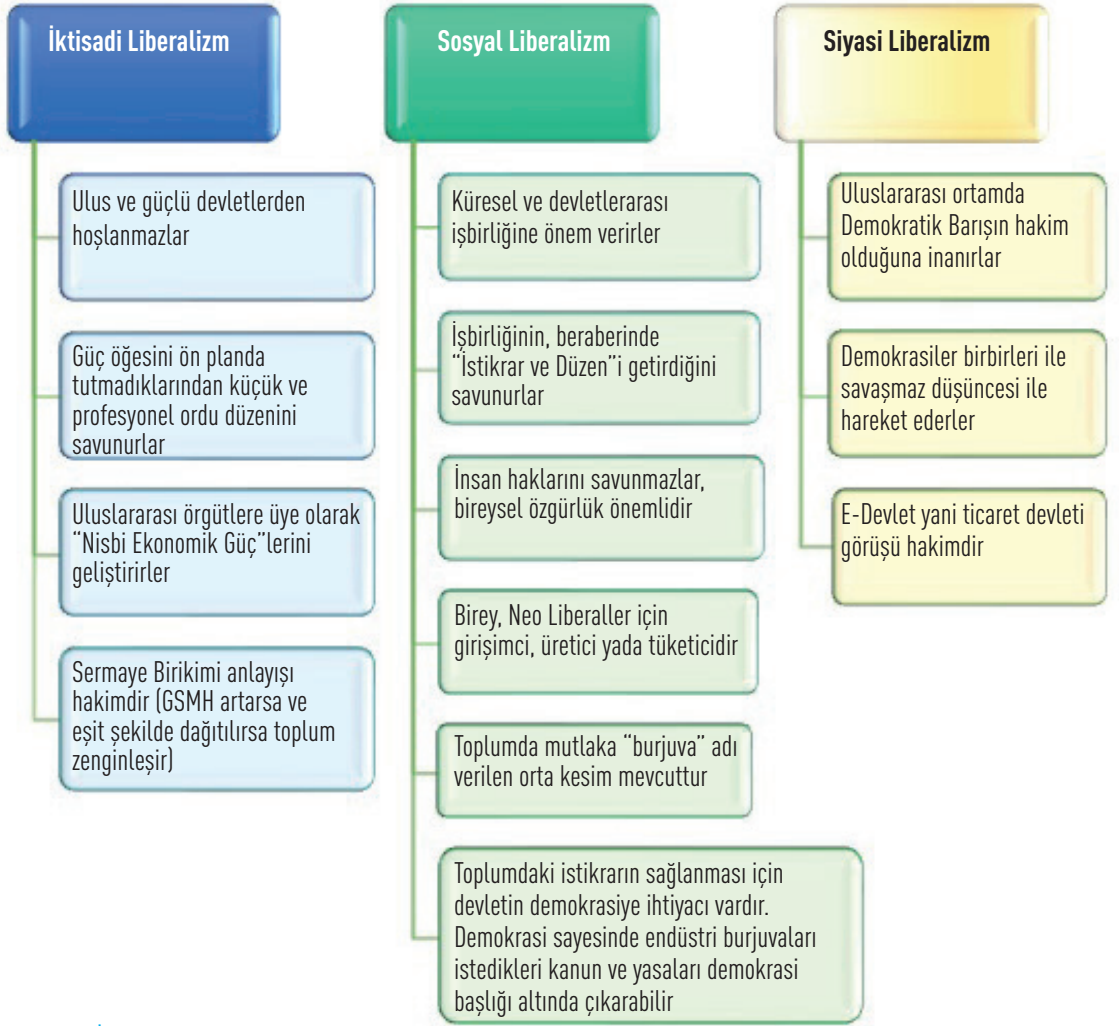 İktisadi Liberalizm
Ulus ve güçlü devletlerden
hoşlanmazlar
Güç öğesini ön planda
tutmadıklarından küçük ve
profesyonel ordu düzenini
savunurlar
Uluslararası örgütlere üye olarak
“Nisbi Ekonomik Güç”lerini
geliştirirler
Sermaye Birikimi anlayışı
hakimdir (GSMH artarsa ve
eşit şekilde dağıtılırsa toplum
zenginleşir)
Sosyal Liberalizm
Küresel ve devletlerarası
işbirliğine önem verirler
İşbirliğinin, beraberinde
“İstikrar ve Düzen”i getirdiğini
savunurlar
İnsan haklarını savunmazlar,
bireysel özgürlük önemlidir
Birey, Neo Liberaller için
girişimci, üretici yada tüketicidir
Toplumda mutlaka “burjuva” adı
verilen orta kesim mevcuttur
Toplumdaki istikrarın sağlanması için
devletin demokrasiye ihtiyacı vardır.
Demokrasi sayesinde endüstri burjuvaları
istedikleri kanun ve yasaları demokrasi
başlığı altında çıkarabilir
Siyasi Liberalizm
Uluslararası ortamda
Demokratik Barışın hakim
olduğuna inanırlar
Demokrasiler birbirleri ile
savaşmaz düşüncesi ile
hareket ederler
E-Devlet yani ticaret devleti
görüşü hakimdir